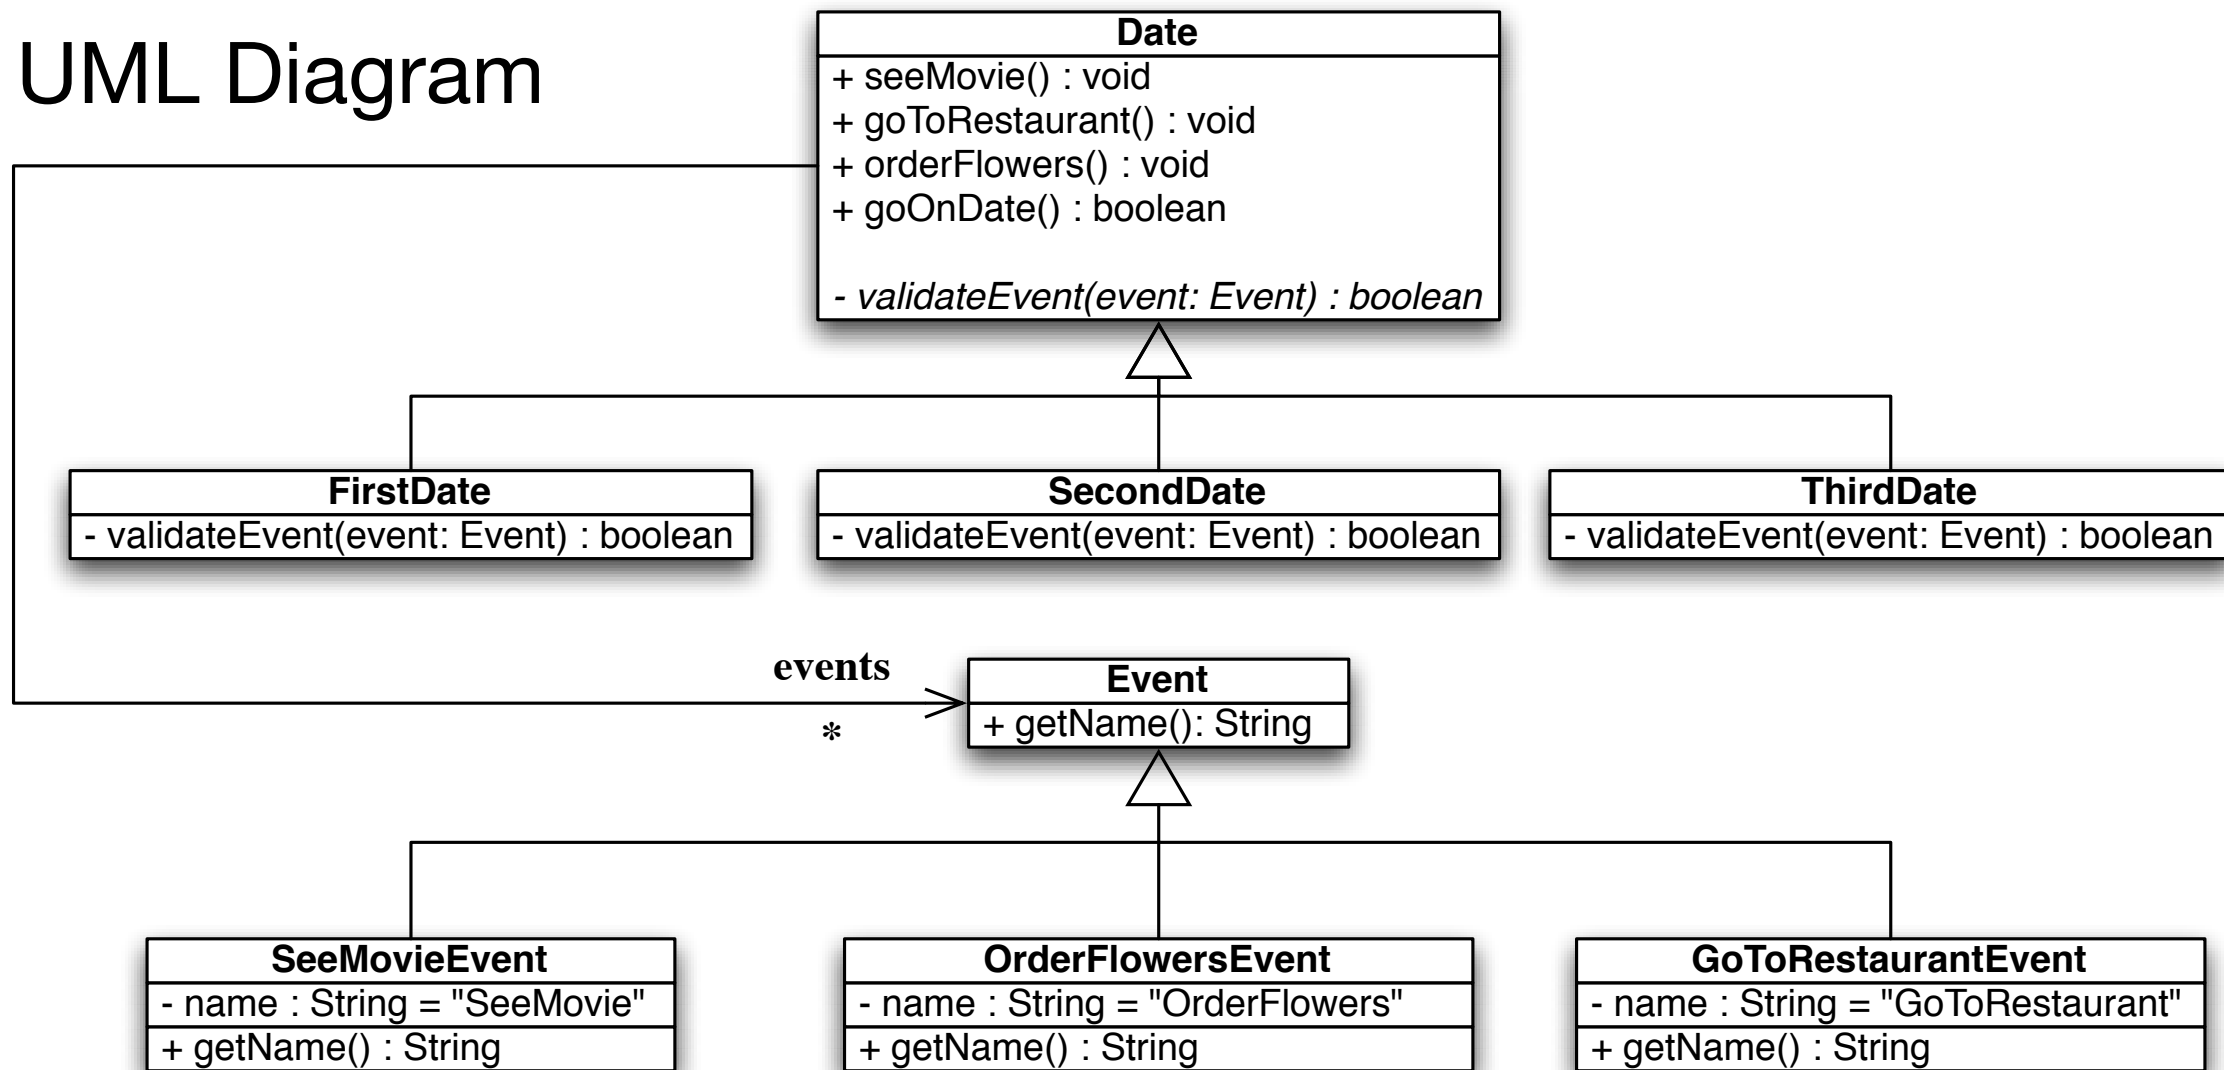 UML Diagram
Date
+ seeMovie() : void
+ goToRestaurant() : void
+ orderFlowers() : void
+ goOnDate() : boolean
- validateEvent(event: Event) : boolean
FirstDate
- validateEvent(event: Event) : boolean
SecondDate
- validateEvent(event: Event) : boolean
ThirdDate
- validateEvent(event: Event) : boolean
events
*
Event
+ getName(): String
SeeMovieEvent
- name : String = "SeeMovie"
+ getName() : String
OrderFlowersEvent
- name : String = "OrderFlowers"
+ getName() : String
GoToRestaurantEvent
- name : String = "GoToRestaurant"
+ getName() : String